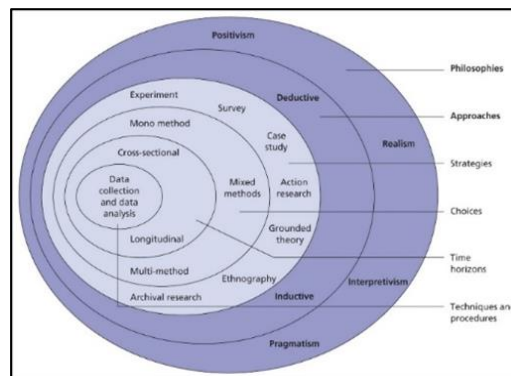 Positivism
Philosophies
Experiment
Survey
Deductive
Approaches
Mono method
Case
study
Realism
Cross-sectional
Strategies
Data
collection
and data
analysis
Mixed
methods
Action
research
Choices
Grounded
theory
Longitudinal
Time
horizons
Multi-method
Ethnography
Interpretivism
Archival research
Inductive
Techniques and
procedures
Pragmatism